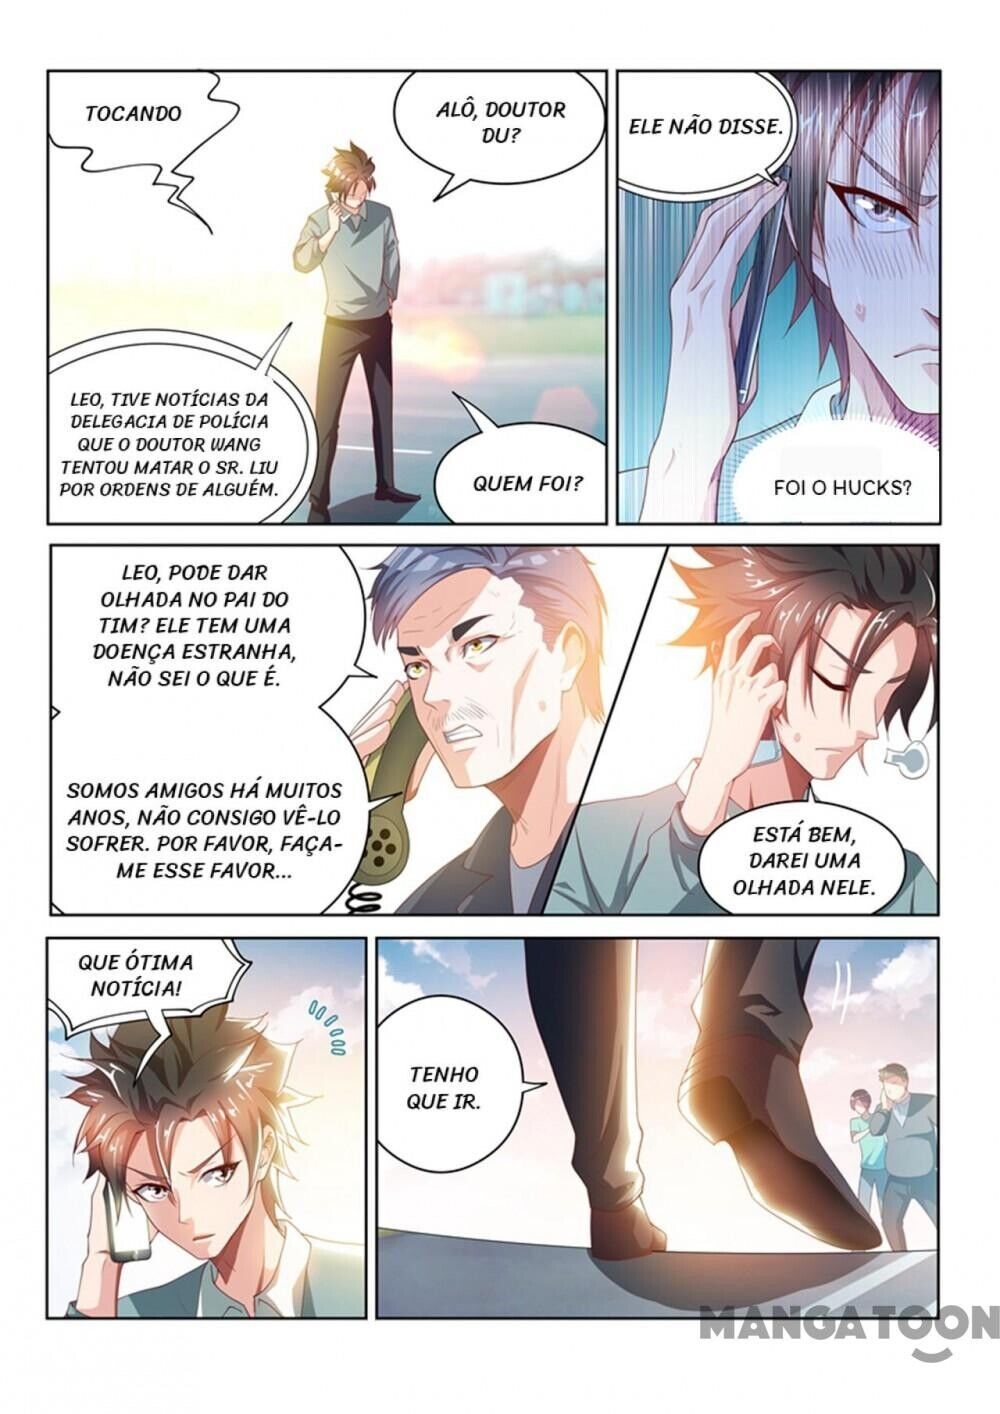 TOCANDO
ALÔ, DOUTOR
DU?
LEO, TIVE NOTÍCIAS DA
DELEGACIA DE POLÍCIA
QUE O DOUTOR WANG
TENTOU MATAR O SR. LIU
POR ORDENS DE ALGUÉM.
QUEM FOI?
ELE NÃO DISSE.
FOI O HUCKS?
LEO, PODE DAR
OLHADA NO PAI DO
TIM? ELE TEM UMA
DOENÇA ESTRANHA,
NÃO SEI O QUE É.
SOMOS AMIGOS HÁ MUITOS
ANOS, NÃO CONSIGO VÊ-LO
SOFRER. POR FAVOR, FAÇA-
ME ESSE FAVOR...
ESTÁ BEM,
DAREI UMA
OLHADA NELE.
QUE ÓTIMA
NOTÍCIA!
TENHO
QUE IR.
MANGATOON